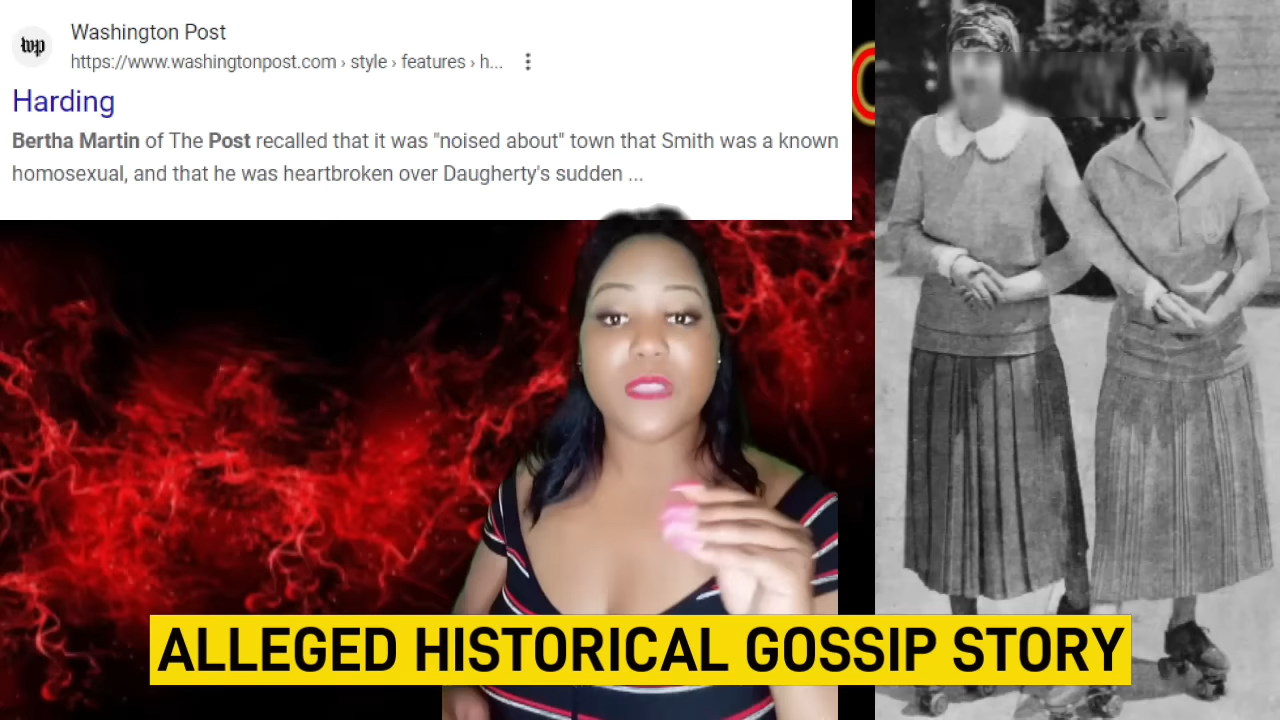 Washington Post
wp
https://www.washingtonpost.com › style › features › h...
Harding
Bertha Martin of The Post recalled that it was "noised about" town that Smith was a known
homosexual, and that he was heartbroken over Daugherty's sudden ...
ALLEGED HISTORICAL GOSSIP STORY